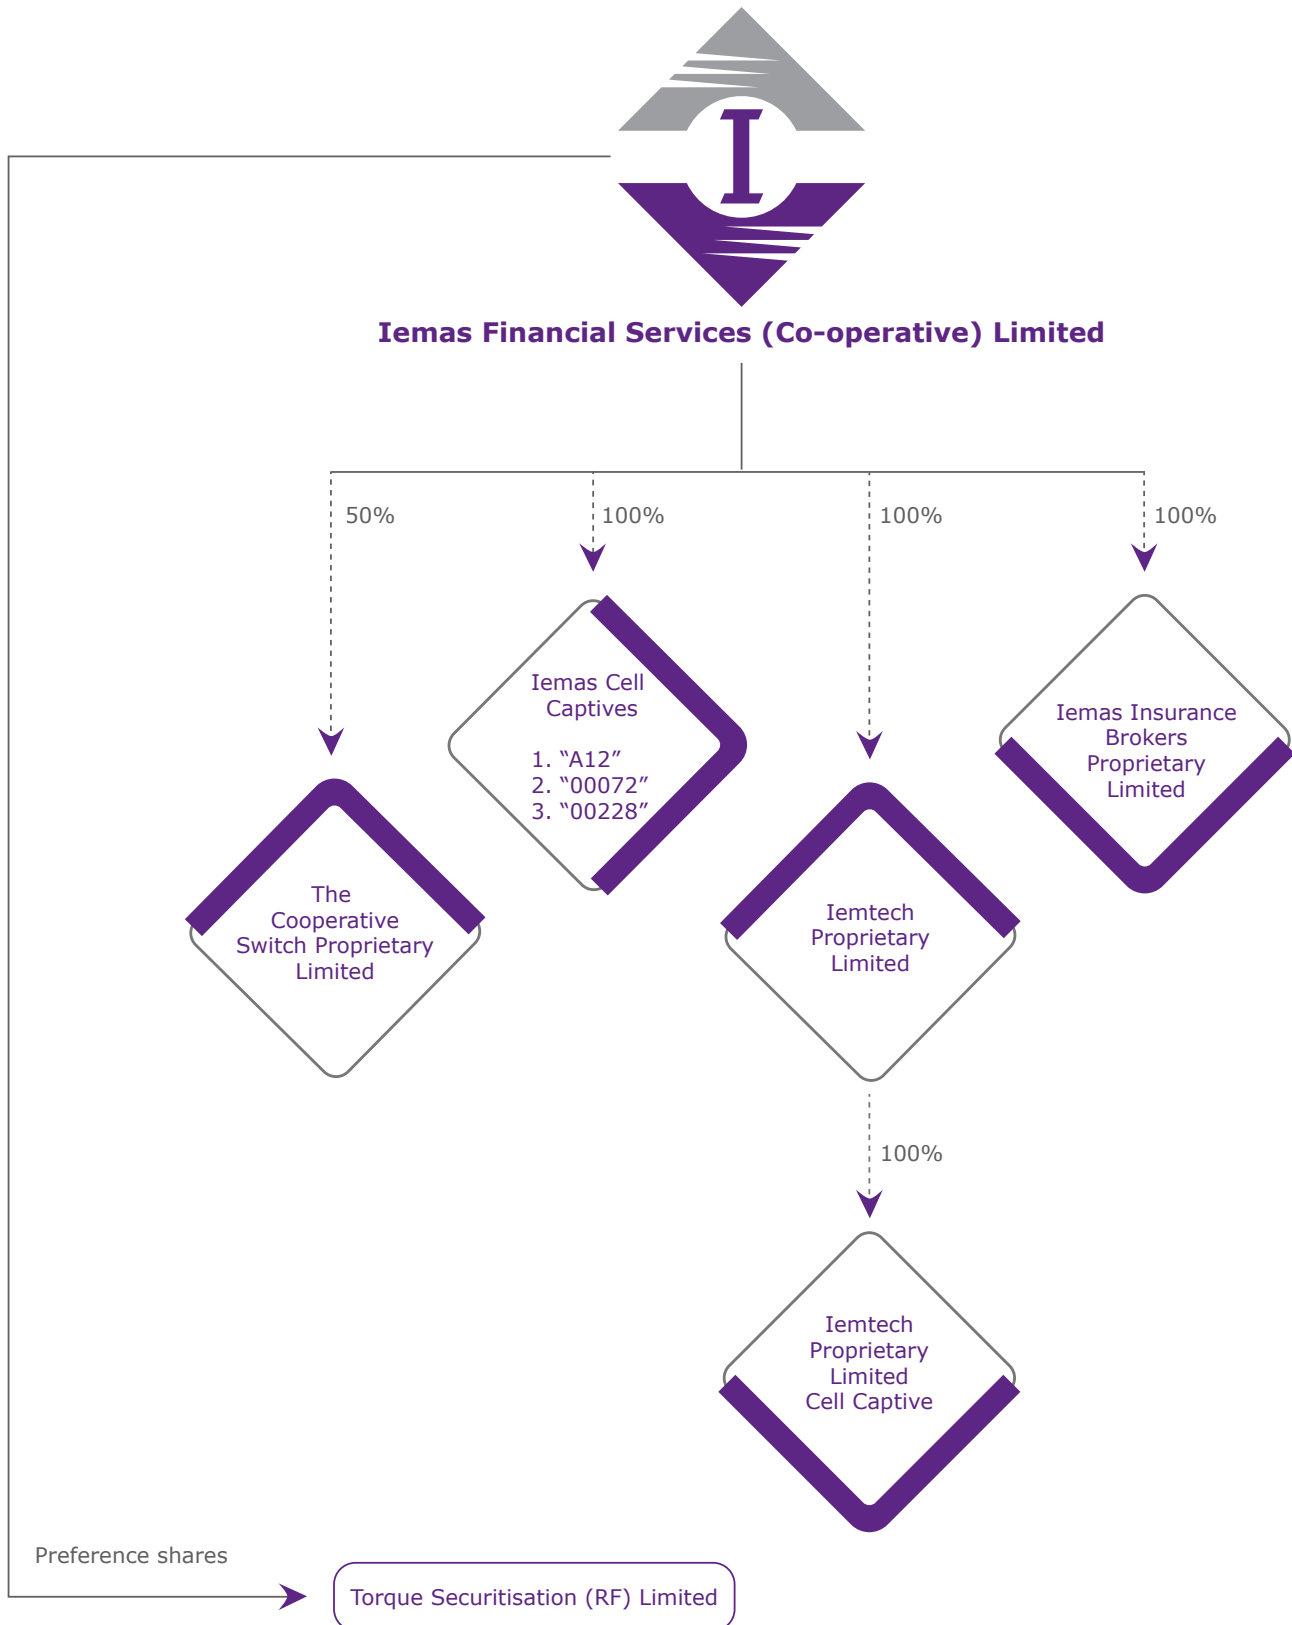 I
Iemas Financial Services (Co-operative) Limited
50%
100%
100%
100%
Iemas Cell
Captives
1. “A12”
2. “00072”
3. “00228”
Iemas Insurance
Brokers
Proprietary
Limited
The
Cooperative
Switch Proprietary
Limited
Iemtech
Proprietary
Limited
100%
Iemtech
Proprietary
Limited
Cell Captive
Preference shares
Torque Securitisation (RF) Limited